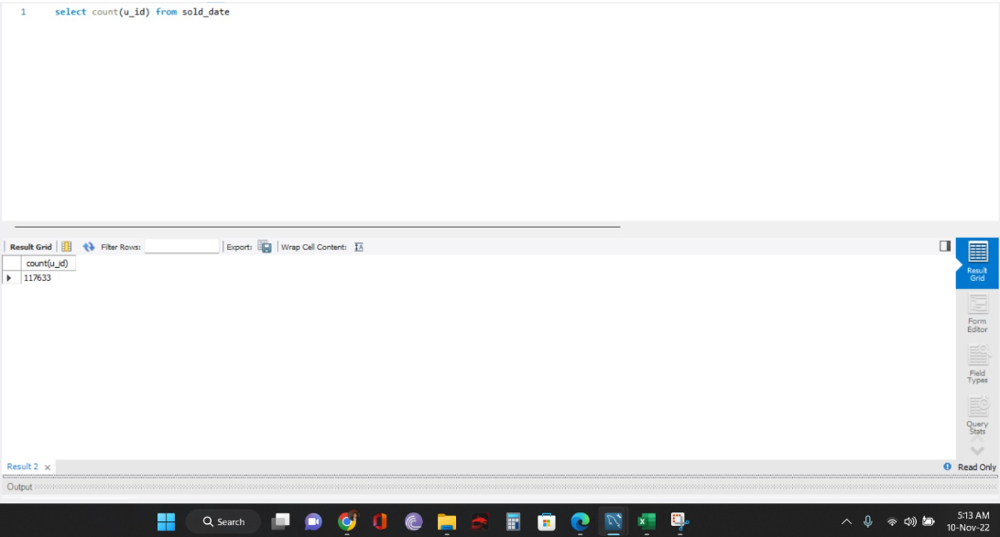 1 select count(u_id) from sold_date
Result Grid Filter Rows: Export: Wrap Cell Content:
count(u_id)
117633
Result
Grid
Form
Editor
Field
Types
Query
Stats
Result 2 ×
Read Only
Output
Search
5:13 AM
10-Nov-22